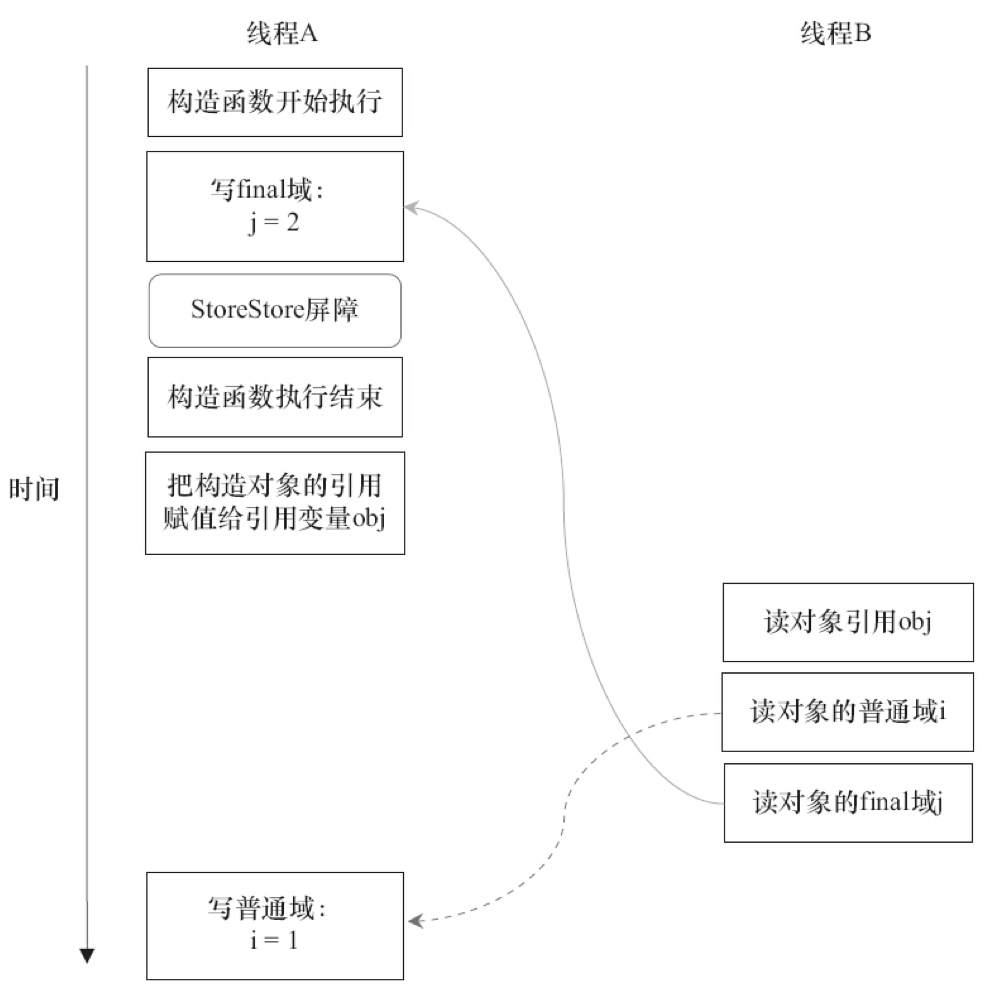 线程A
线程B
构造函数开始执行
写final域：
j = 2
StoreStore屏障
构造函数执行结束
时间
把构造对象的引用
赋值给引用变量obj
读对象引用obj
读对象的普通域i
读对象的final域j
写普通域：
i = 1